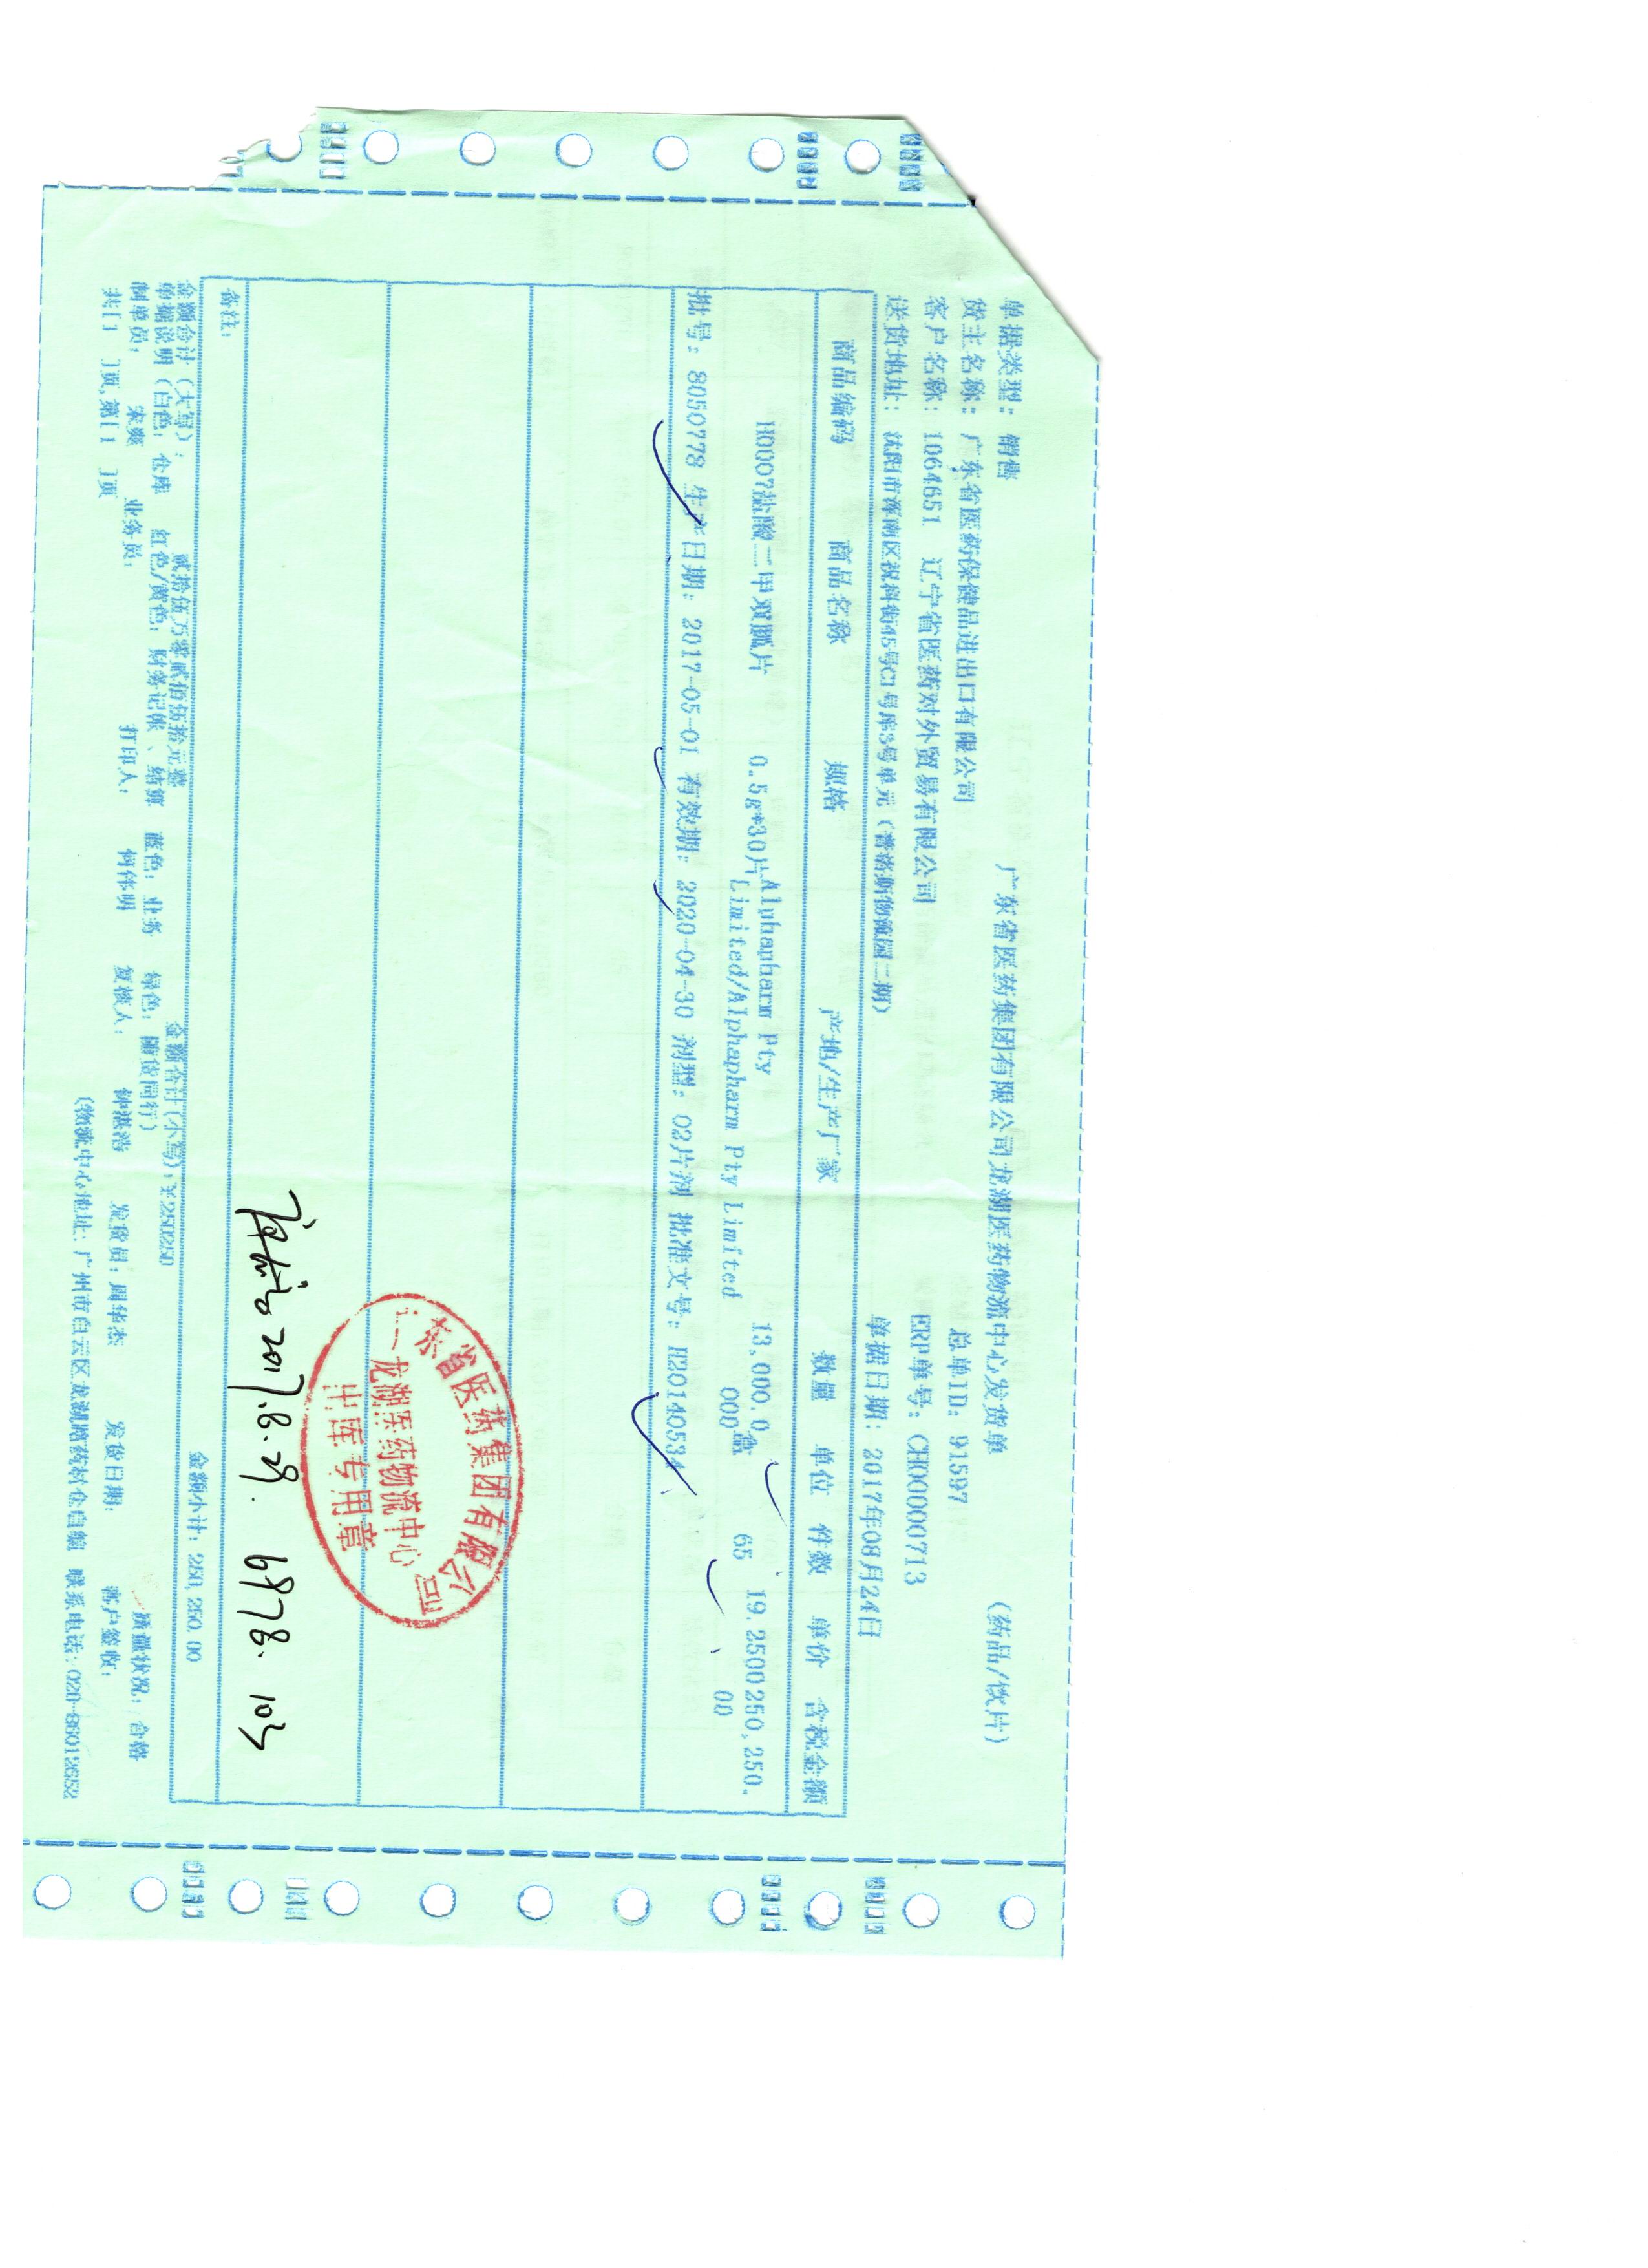 单据类型：销售
广东省医药集团有限公司龙湖医药物流中心发货单 （药品/饮片）
货主名称：广东省医药保健品进出口有限公司
总单ID：91597
客户名称：1064651 辽宁省医药对外贸易有限公司
ERP单号：CH00000713
送货地址：沈阳市浑南区祝科街45号C1号库3号单元（普洛斯物流园二期）
单据日期：2017年08月24日
商品编码 商品名称 规格 产地/生产厂家 数量 单位 件数 单价 含税金额
H0007盐酸二甲双胍片 0.5g*30片 Alphapharm Pty 13,000.0 盒 65 19.2500 250,250.
Limited/Alphapharm Pty Limited 000 00
批号：8050778 生产日期：2017-05-01 有效期：2020-04-30 剂型：02片剂 批准文号：H20140534
广东省医药集团有限公司
龙湖医药物流中心
出库专用章
2017.8.29. 6978.
备注：
金额小计：250,250.00
金额合计（大写）： 贰拾伍万零贰佰伍拾元整 金额合计(小写)：￥250250
单据说明（白色：仓库 红色/黄色：财务记帐、结算 蓝色：业务 绿色：随货同行）
质量状况：合格
制单员： 宋爽 业务员： 打印人： 何伟明 复核人： 钟湛浩 发货员：周华杰 发货日期： 客户签收：
共[1 ]页,第[1 ]页
(物流中心地址：广州市白云区龙湖路药材仓自编 联系电话：020-86012652